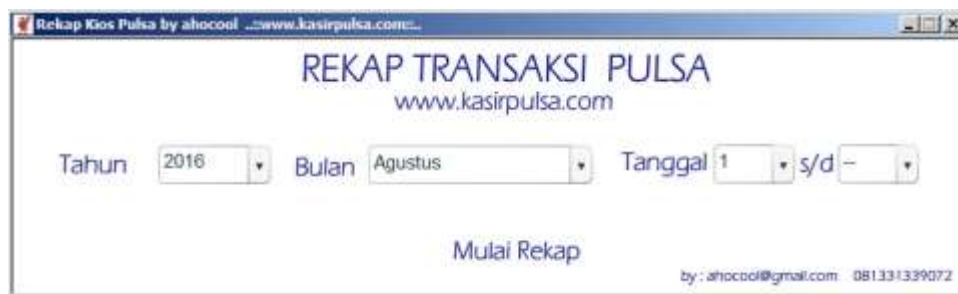 Rekap Kios Pulsa by ahocool ..::www.kasirpulsa.com::..
REKAP TRANSAKSI PULSA
www.kasirpulsa.com
Tahun 2016 Bulan Agustus Tanggal 1 s/d --
Mulai Rekap
by : ahocool@gmail.com 081331339072